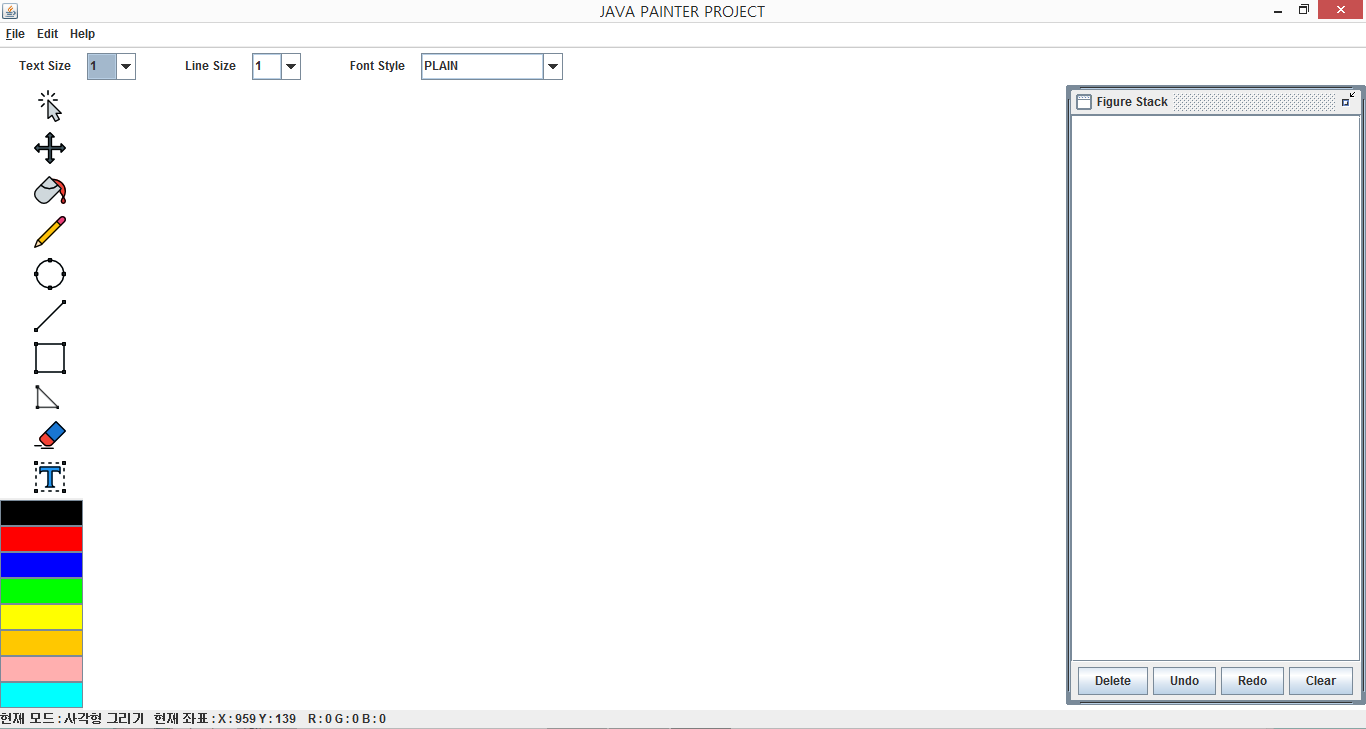 JAVA PAINTER PROJECT
File Edit Help
Text Size 1 Line Size 1 Font Style PLAIN
Figure Stack
T
Delete Undo Redo Clear
현재 모드 : 사각형 그리기 현재 좌표 : X : 959 Y : 139 R : 0 G : 0 B : 0